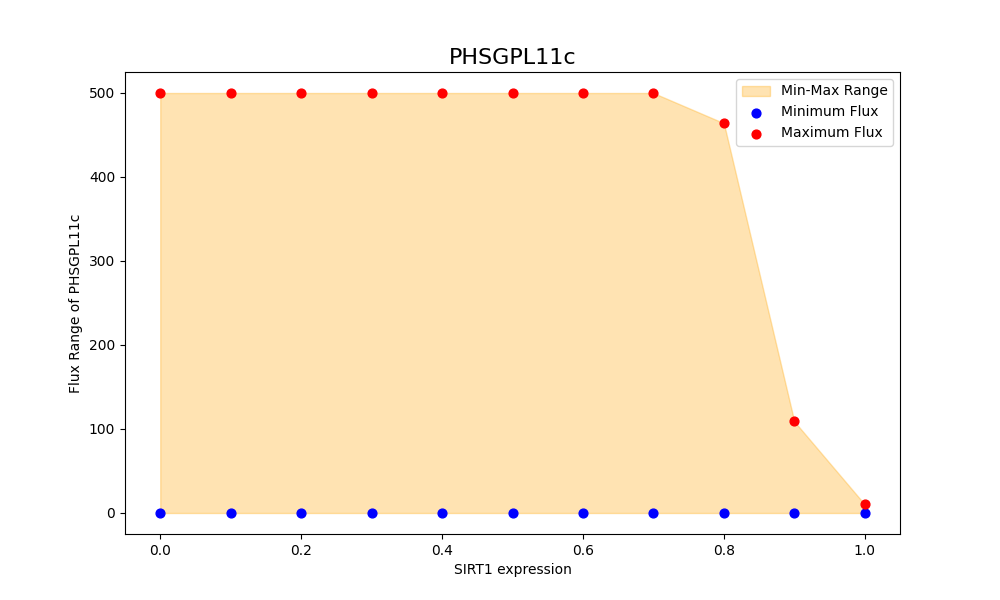 PHSGPL11c
Min-Max Range
Minimum Flux
Maximum Flux
Flux Range of PHSGPL11c
500
400
300
200
100
0
0.0 0.2 0.4 0.6 0.8 1.0
SIRT1 expression